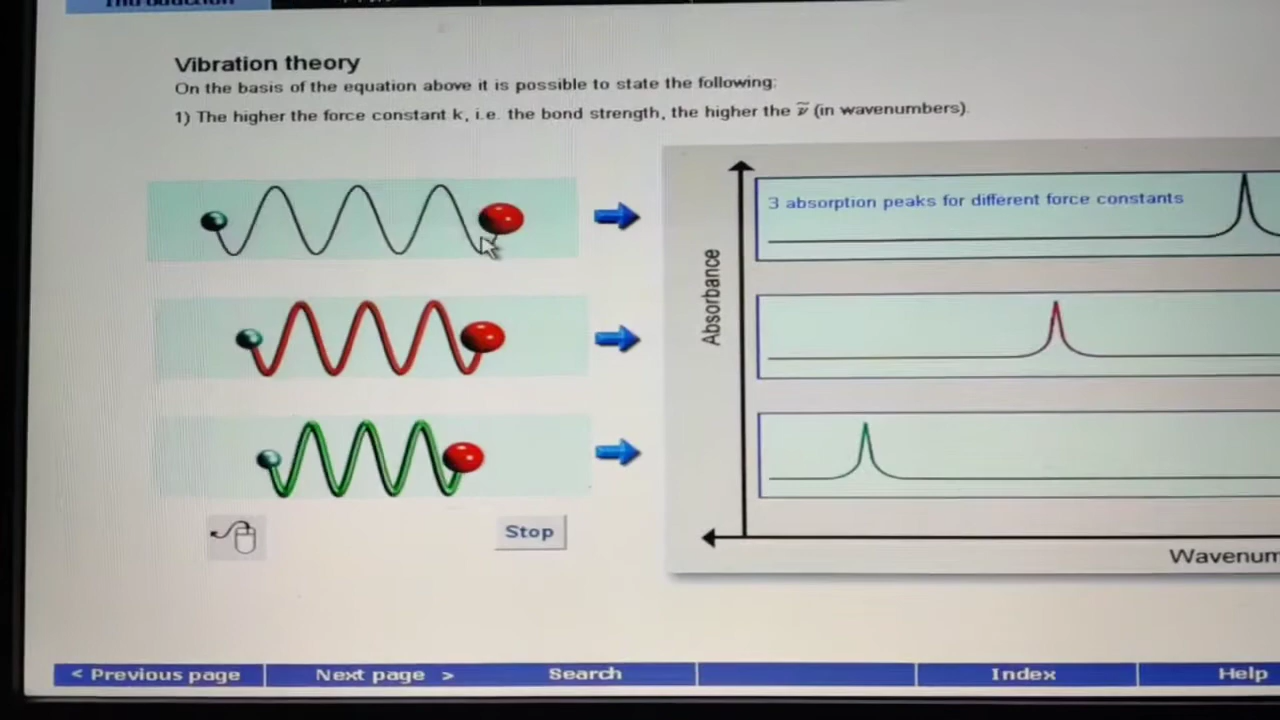 Introduction
Vibration theory
On the basis of the equation above it is possible to state the following:
1) The higher the force constant k, i.e. the bond strength, the higher the ν̃ (in wavenumbers).
3 absorption peaks for different force constants
Absorbance
Stop
Wavenum
< Previous page
Next page >
Search
Index
Help